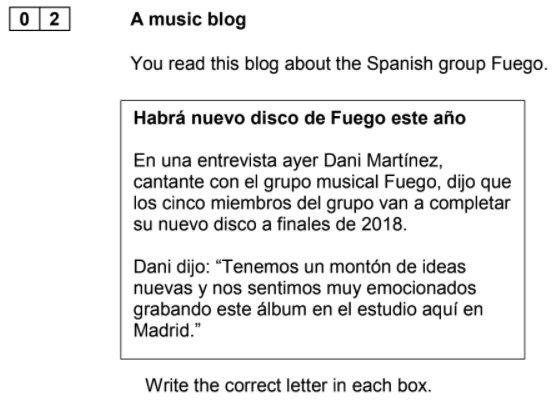 0 2 A music blog
You read this blog about the Spanish group Fuego.
Habrá nuevo disco de Fuego este año
En una entrevista ayer Dani Martínez,
cantante con el grupo musical Fuego, dijo que
los cinco miembros del grupo van a completar
su nuevo disco a finales de 2018.
Dani dijo: “Tenemos un montón de ideas
nuevas y nos sentimos muy emocionados
grabando este álbum en el estudio aquí en
Madrid.”
Write the correct letter in each box.